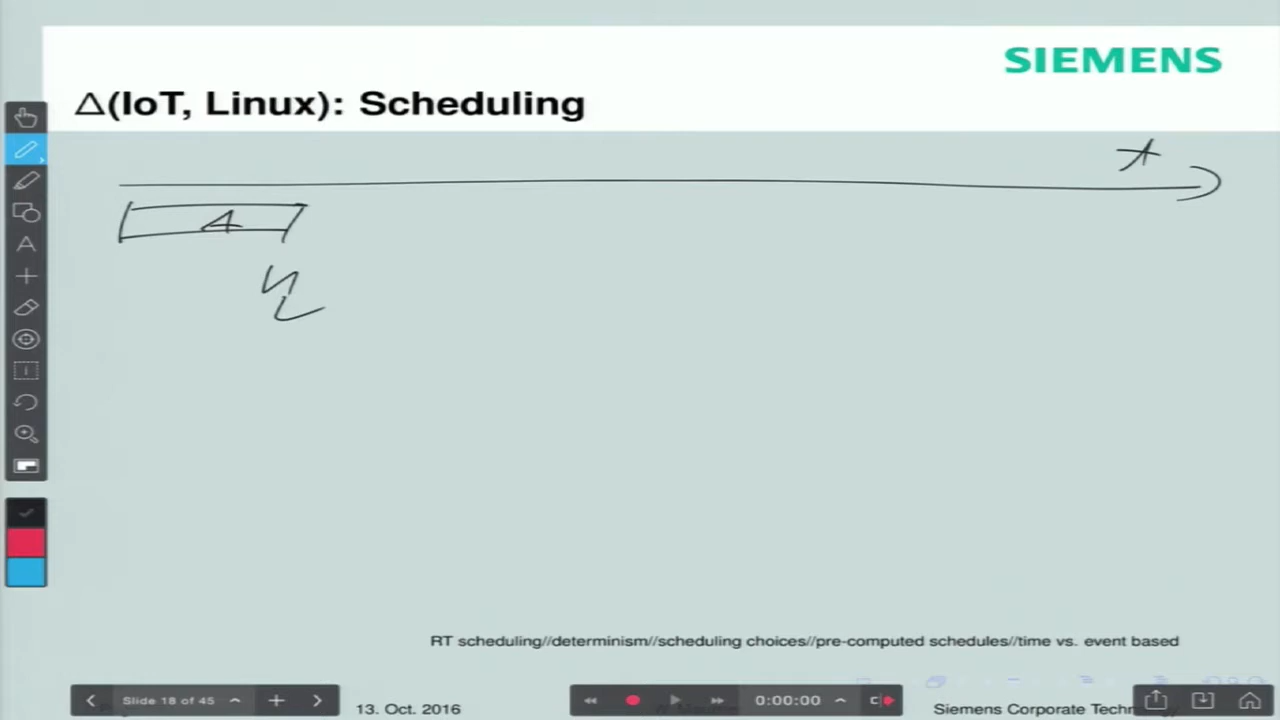 SIEMENS
Δ(IoT, Linux): Scheduling
t
A
RT scheduling//determinism//scheduling choices//pre-computed schedules//time vs. event based
Slide 18 of 45
0:00:00
13. Oct. 2016
Siemens Corporate Techn